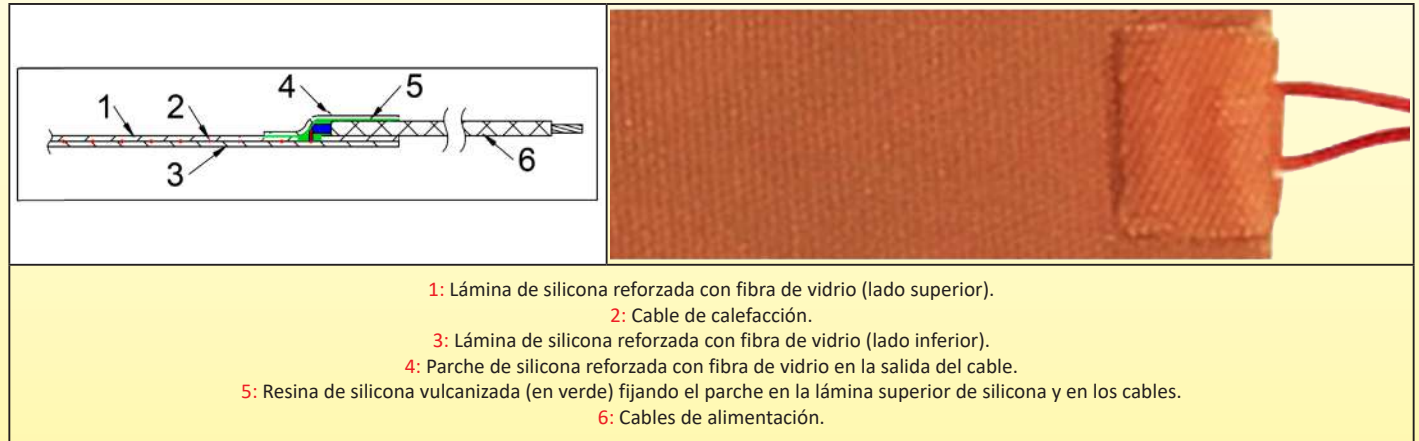 4
5
1
2
3
6
1: Lámina de silicona reforzada con fibra de vidrio (lado superior).
2: Cable de calefacción.
3: Lámina de silicona reforzada con fibra de vidrio (lado inferior).
4: Parche de silicona reforzada con fibra de vidrio en la salida del cable.
5: Resina de silicona vulcanizada (en verde) fijando el parche en la lámina superior de silicona y en los cables.
6: Cables de alimentación.